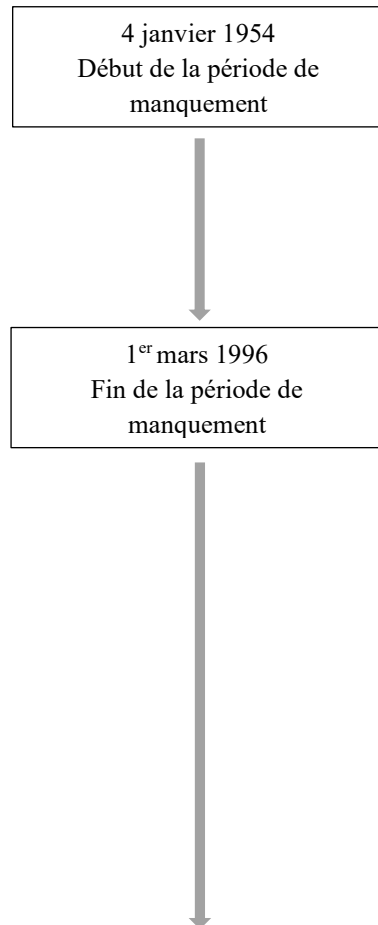 4 janvier 1954
Début de la période de
manquement
1er mars 1996
Fin de la période de
manquement